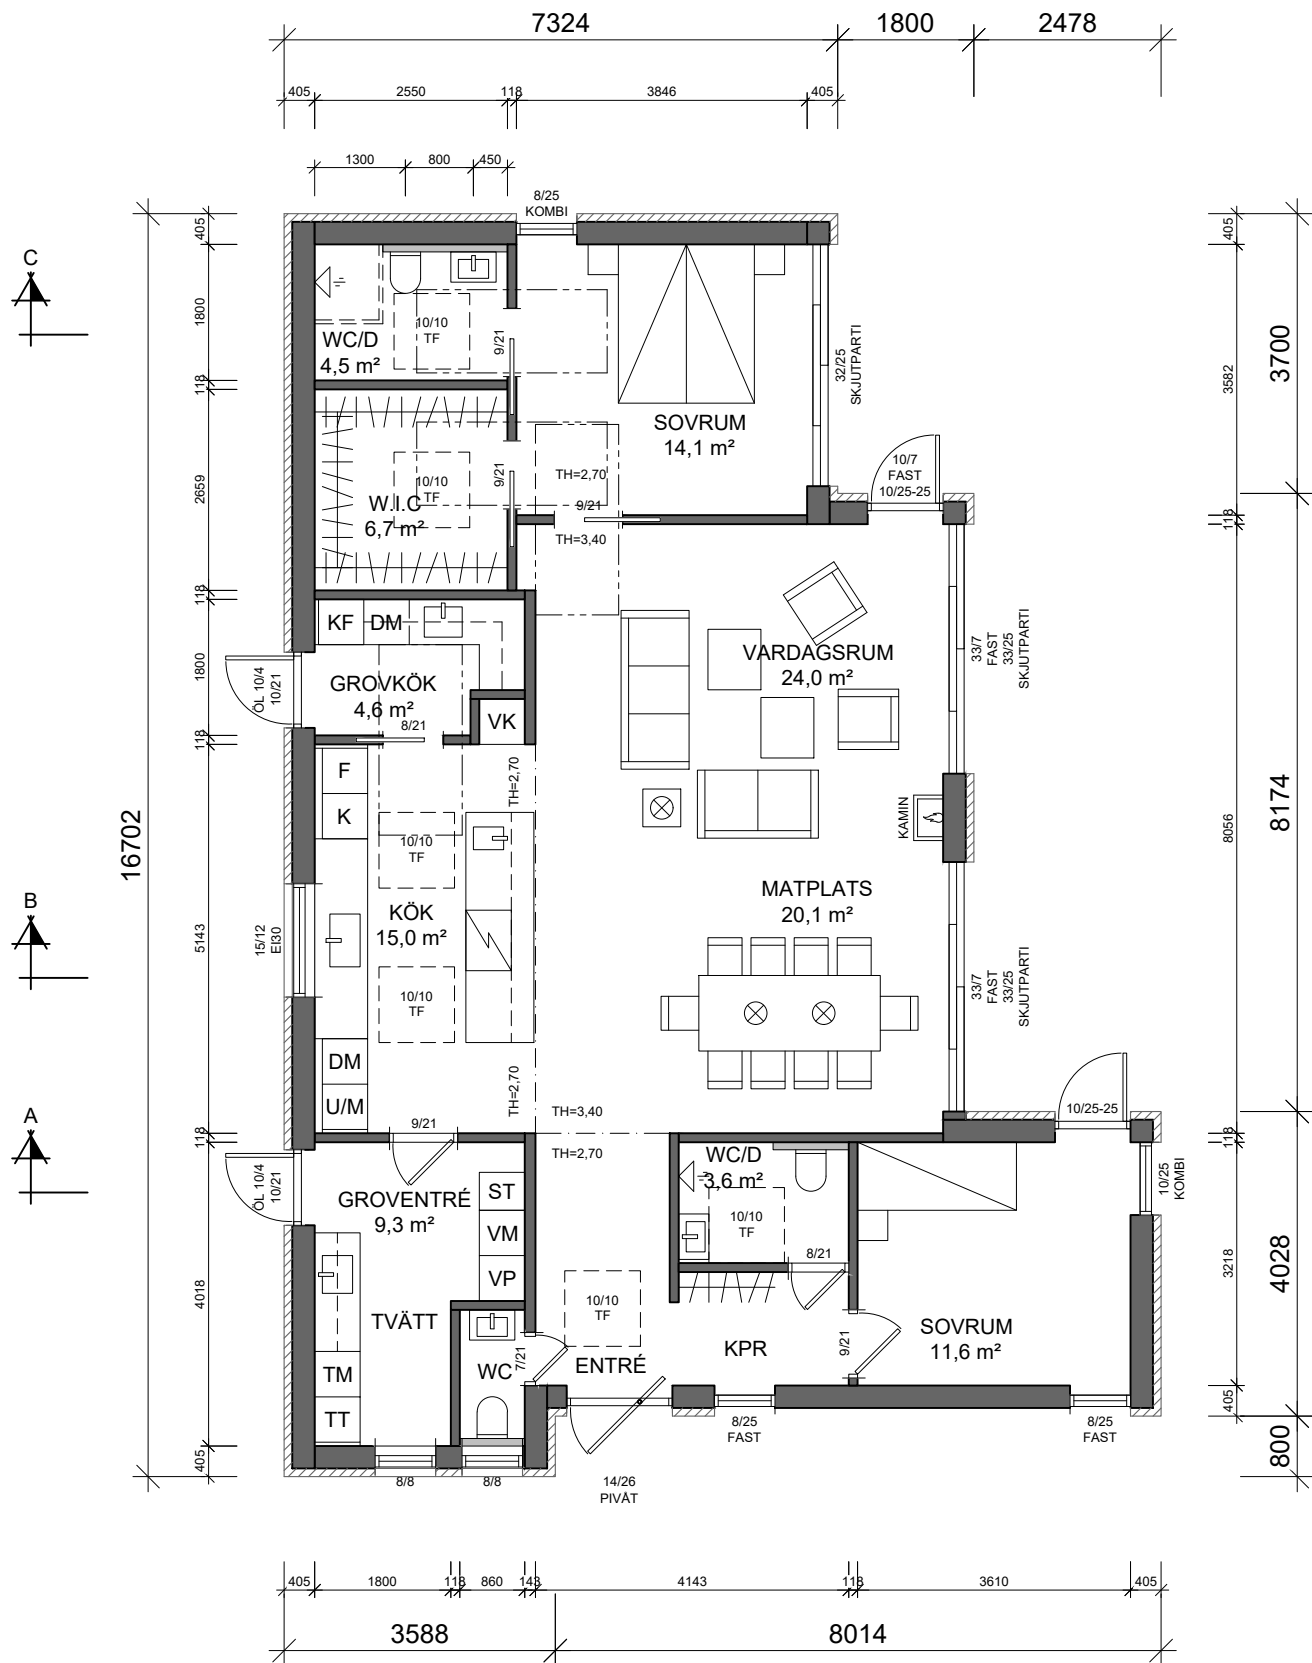 7324
1800
2478
405
2550
118
3846
405
1300
800
450
8/25
KOMBI
C
405
1800
118
2659
118
1800
118
5143
118
4018
405
16702
B
A
WC/D
4,5 m²
10/10
TF
9/21
SOVRUM
14,1 m²
32/25
SKJUTPARTI
405
3582
118
8056
118
3218
405
3700
8174
4028
800
W.I.C
6,7 m²
10/10
TF
9/21
TH=2,70
9/21
TH=3,40
10/7
FAST
10/25-25
KF
DM
ÖL 10/4
10/21
GROVKÖK
4,6 m²
8/21
VK
VARDAGSRUM
24,0 m²
33/7
FAST
33/25
SKJUTPARTI
F
K
TH=2,70
10/10
TF
KAMIN
15/12
EI30
KÖK
15,0 m²
10/10
TF
MATPLATS
20,1 m²
33/7
FAST
33/25
SKJUTPARTI
DM
U/M
TH=2,70
9/21
TH=3,40
TH=2,70
10/25-25
ÖL 10/4
10/21
GROVENTRÉ
9,3 m²
ST
VM
VP
WC/D
3,6 m²
10/10
TF
8/21
10/25
KOMBI
TVÄTT
TM
TT
WC
7/21
10/10
TF
ENTRÉ
KPR
9/21
SOVRUM
11,6 m²
8/8
8/8
14/26
PIVÅT
8/25
FAST
8/25
FAST
405
1800
118
860
143
4143
118
3610
405
3588
8014